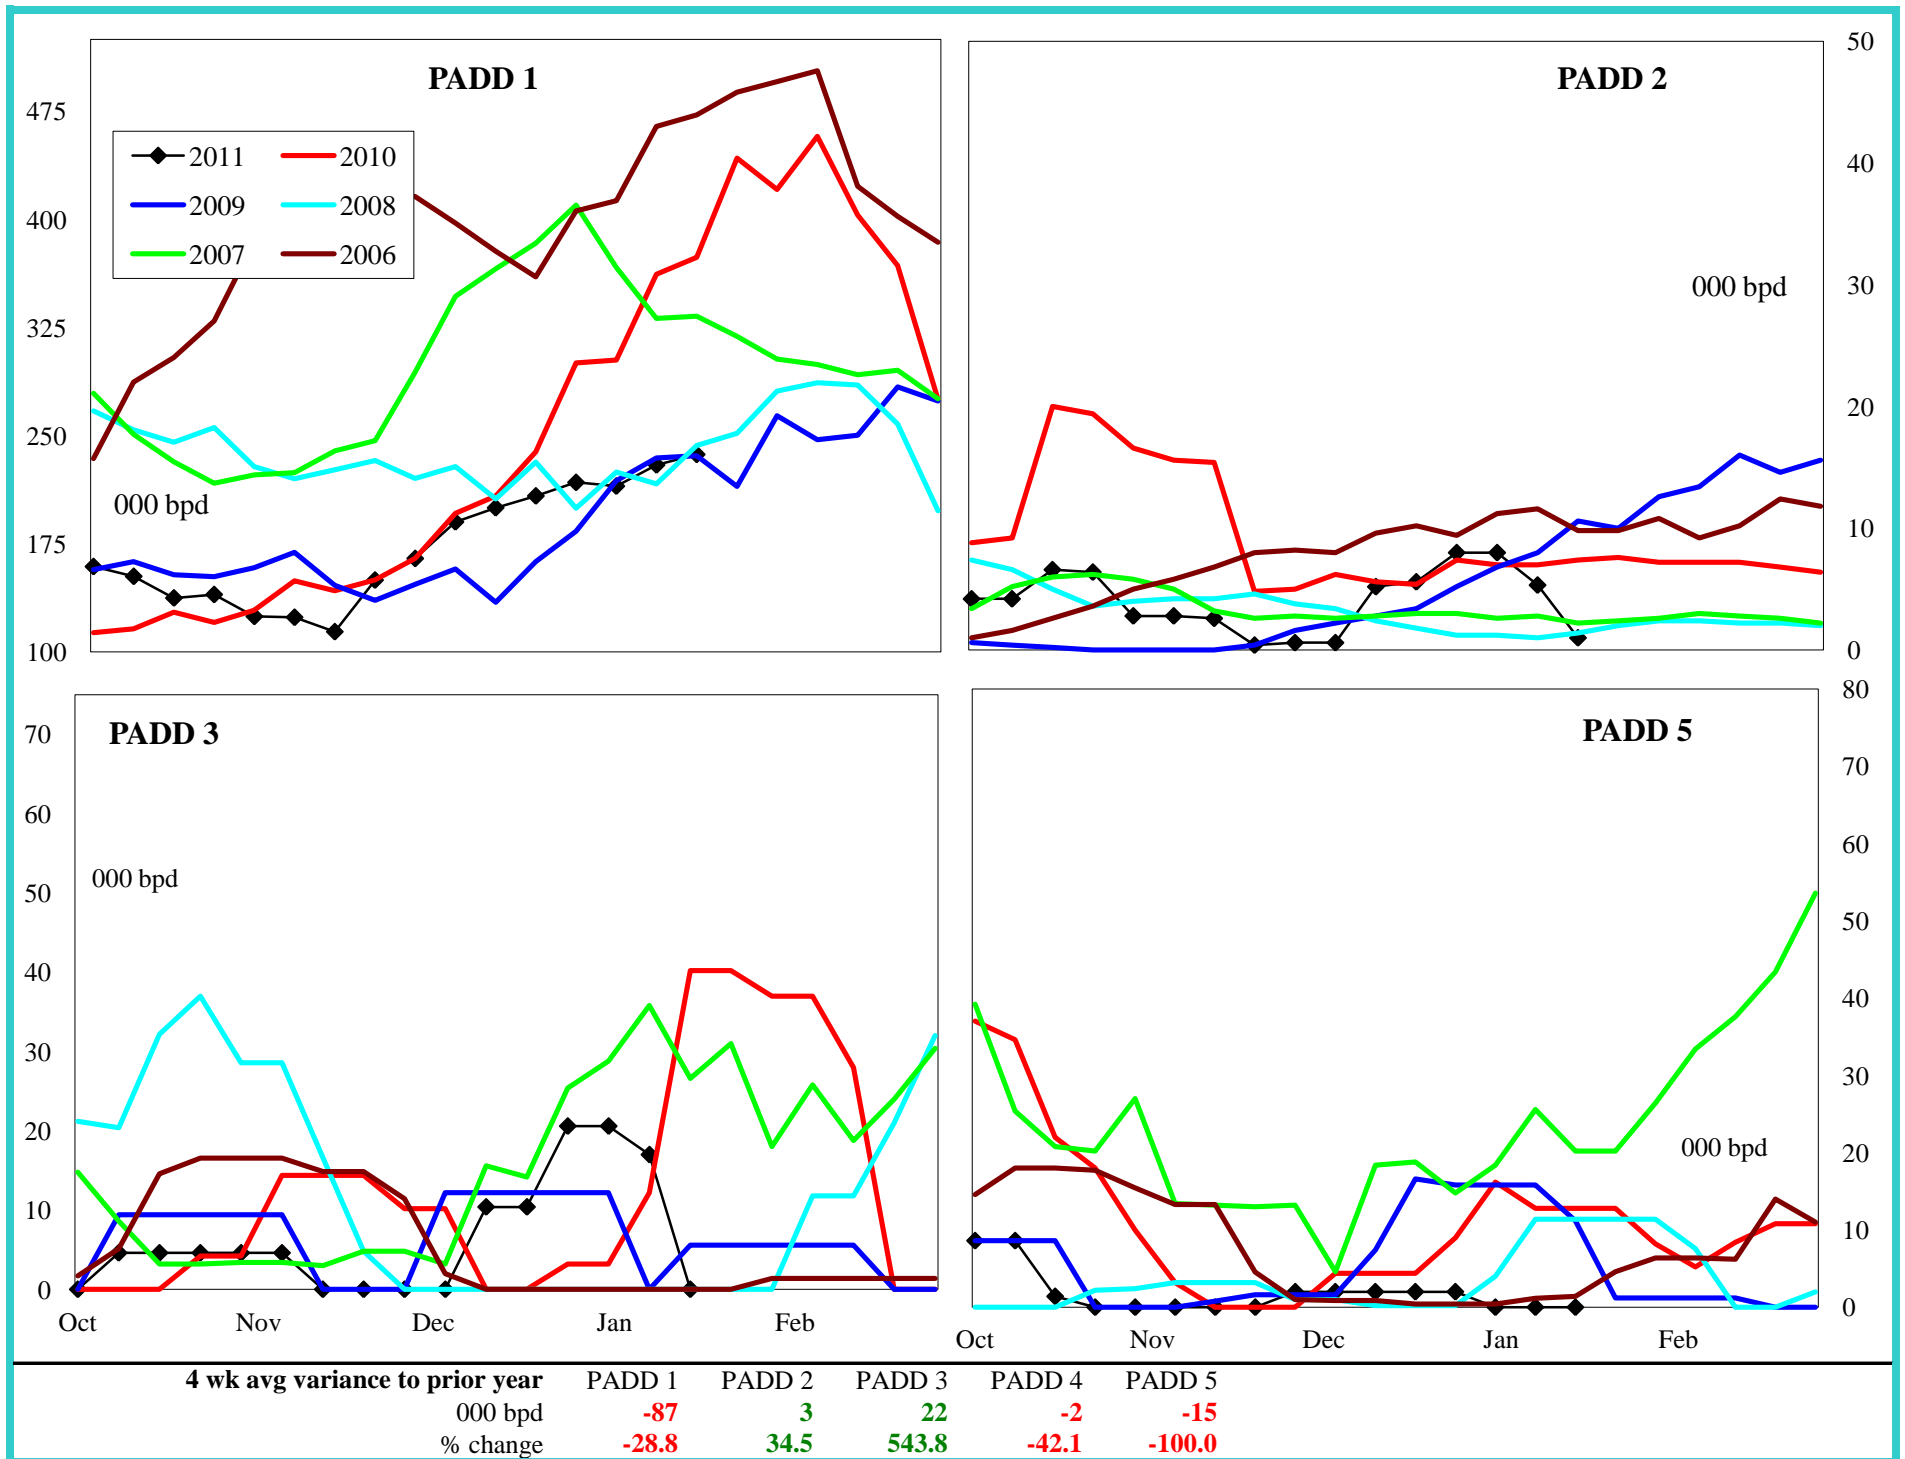 PADD 1
475
400
325
250
175
100
2011
2010
2009
2008
2007
2006
000 bpd
PADD 2
50
40
30
20
10
0
000 bpd
PADD 3
70
60
50
40
30
20
10
0
000 bpd
Oct Nov Dec Jan Feb
PADD 5
80
70
60
50
40
30
20
10
0
000 bpd
Oct Nov Dec Jan Feb
4 wk avg variance to prior year PADD 1 PADD 2 PADD 3 PADD 4 PADD 5
000 bpd -87 3 22 -2 -15
% change -28.8 34.5 543.8 -42.1 -100.0